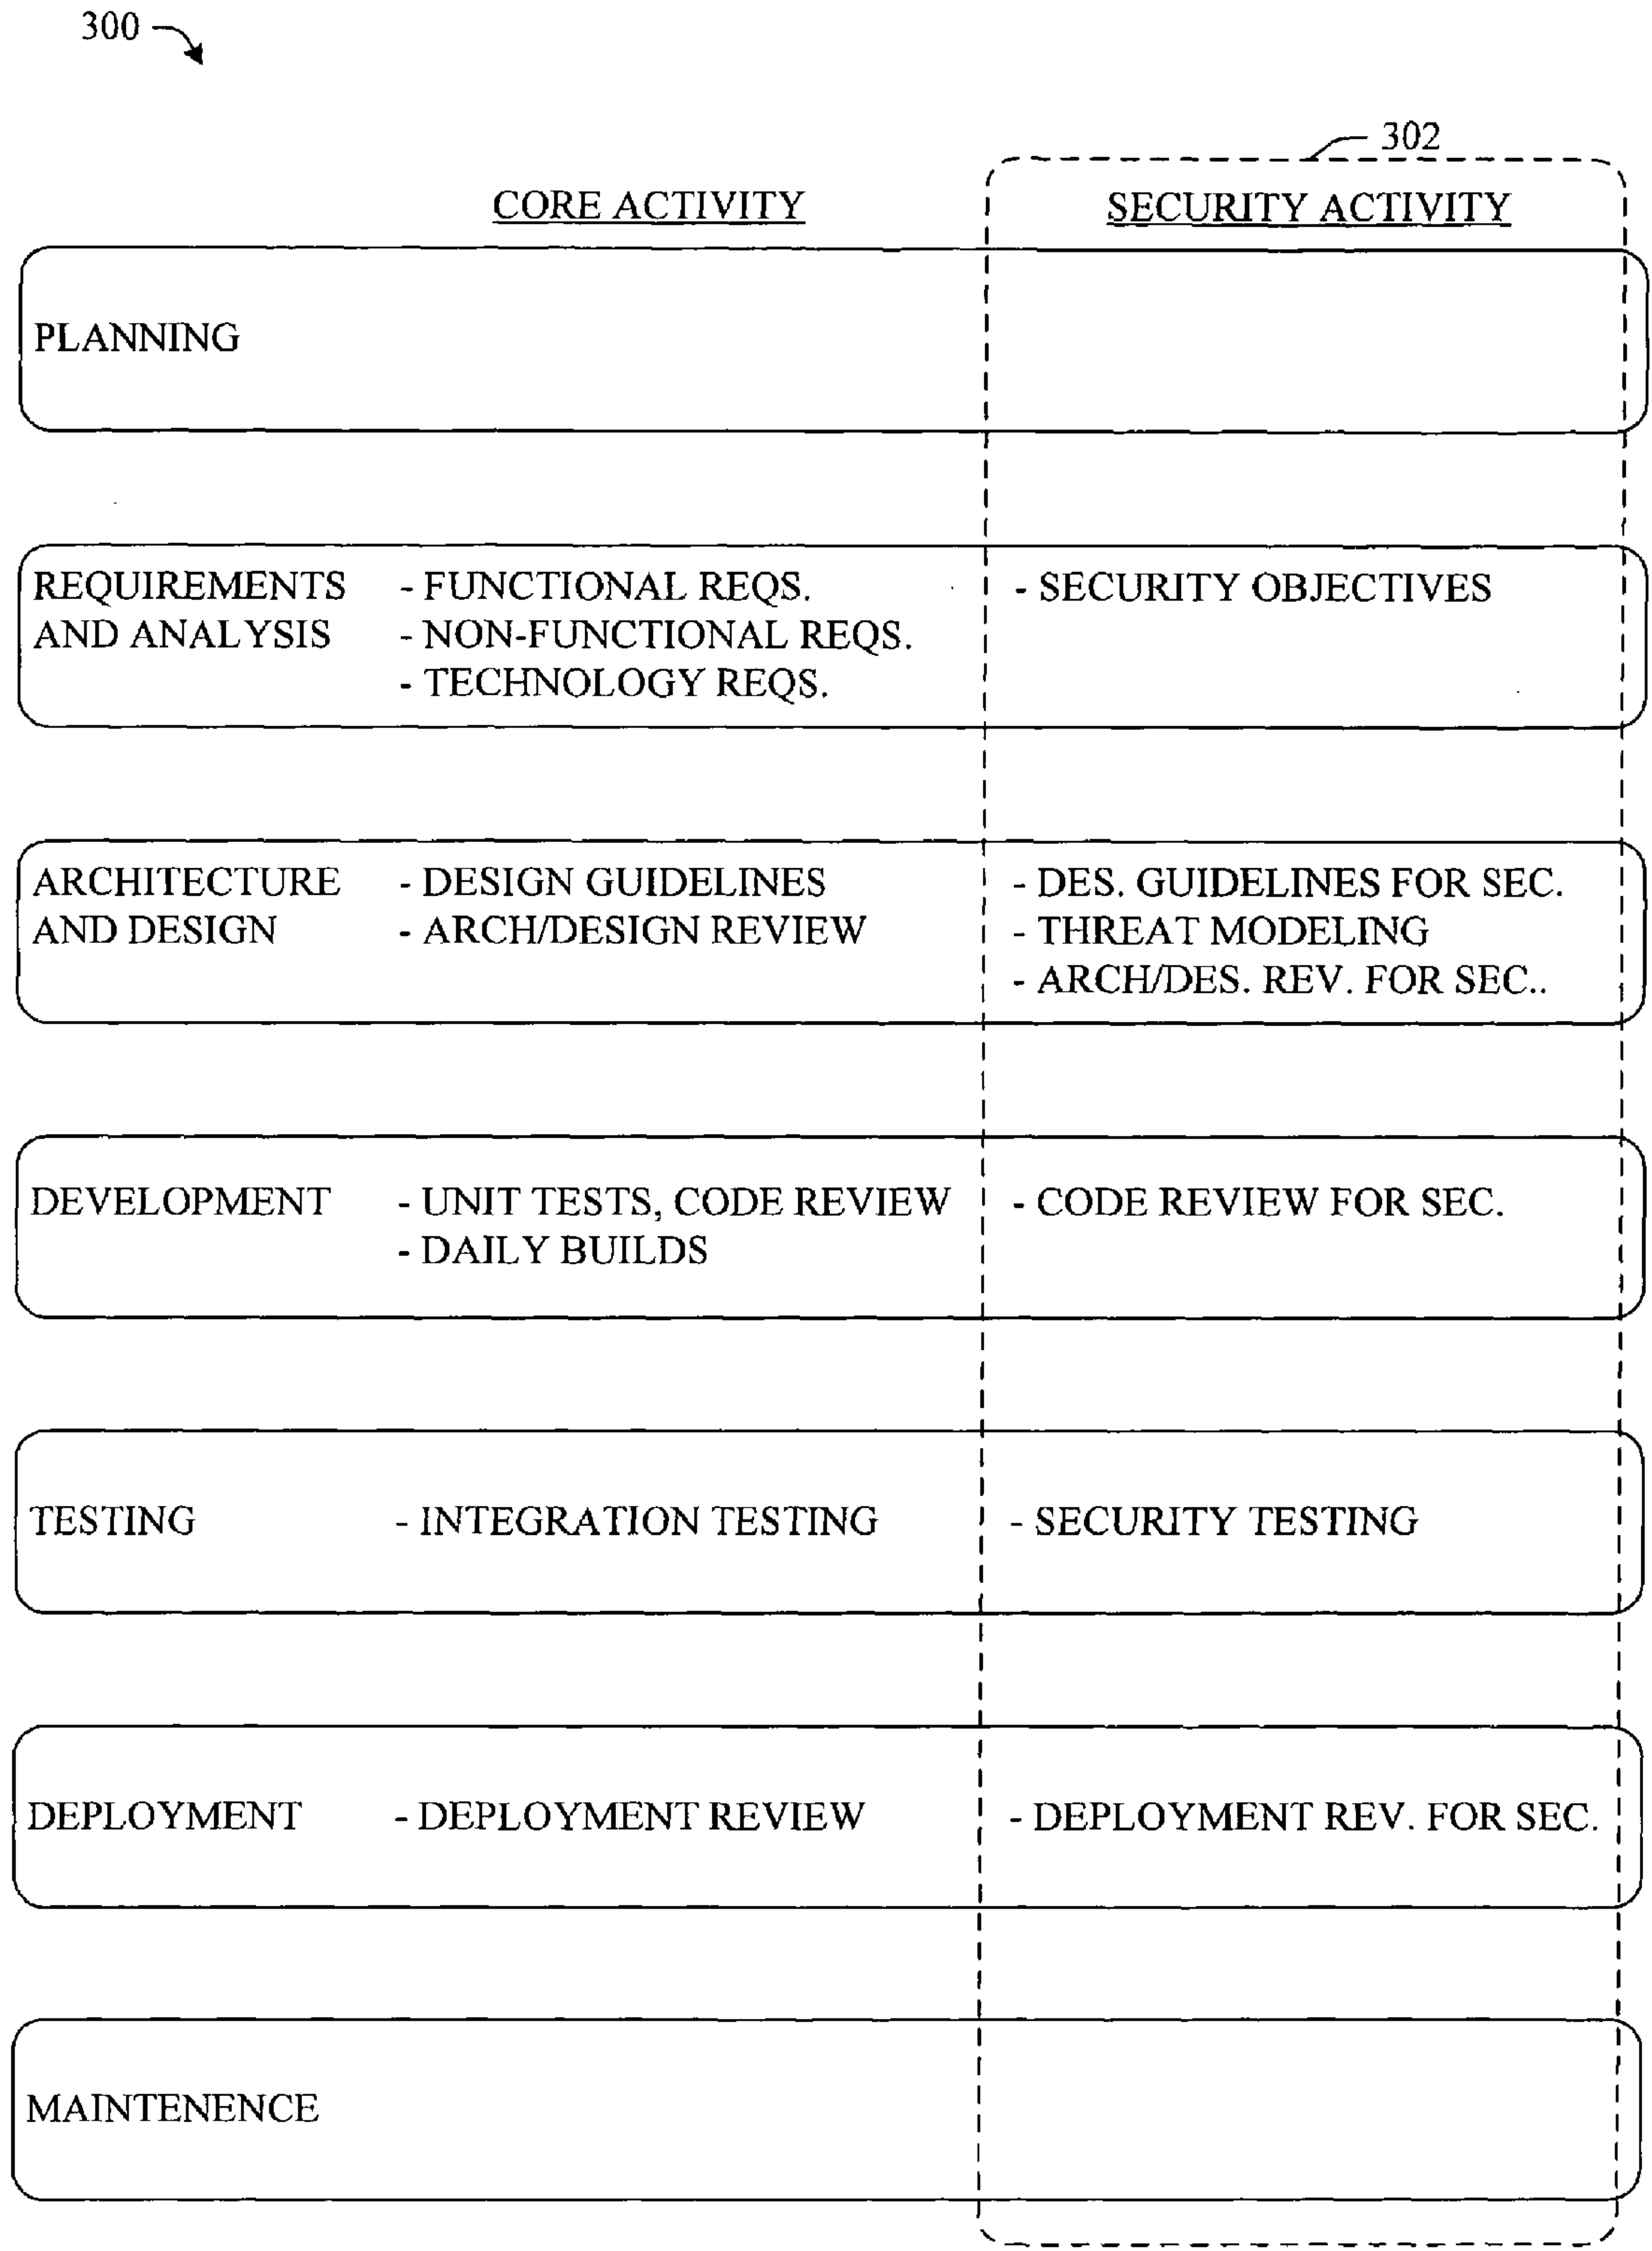 300
302
CORE ACTIVITY
SECURITY ACTIVITY
PLANNING
REQUIREMENTS - FUNCTIONAL REQS. - SECURITY OBJECTIVES
AND ANALYSIS - NON-FUNCTIONAL REQS.
- TECHNOLOGY REQS.
ARCHITECTURE - DESIGN GUIDELINES - DES. GUIDELINES FOR SEC.
AND DESIGN - ARCH/DESIGN REVIEW - THREAT MODELING
- ARCH/DES. REV. FOR SEC..
DEVELOPMENT - UNIT TESTS, CODE REVIEW - CODE REVIEW FOR SEC.
- DAILY BUILDS
TESTING - INTEGRATION TESTING - SECURITY TESTING
DEPLOYMENT - DEPLOYMENT REVIEW - DEPLOYMENT REV. FOR SEC.
MAINTENENCE